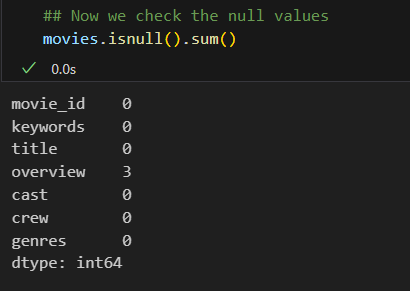 ## Now we check the null values
movies.isnull().sum()
0.0s
movie_id 0
keywords 0
title 0
overview 3
cast 0
crew 0
genres 0
dtype: int64